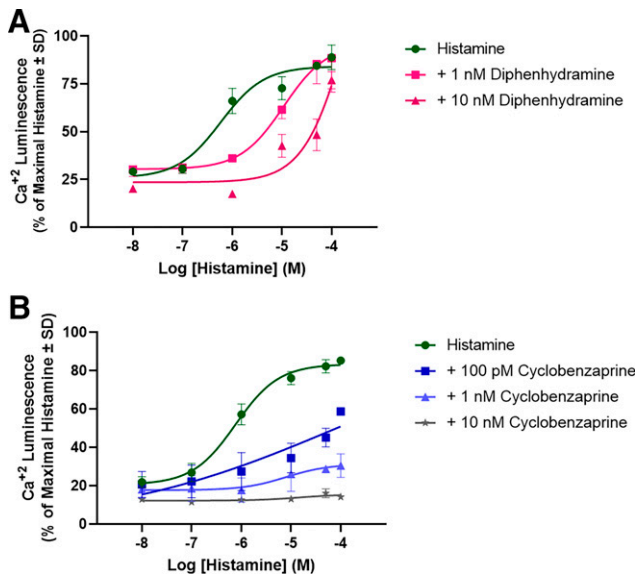 A
Ca+2 Luminescence
(% of Maximal Histamine ± SD)
100
75
50
25
0
-8 -7 -6 -5 -4
Log [Histamine] (M)
Histamine
+ 1 nM Diphenhydramine
+ 10 nM Diphenhydramine
B
Ca+2 Luminescence
(% of Maximal Histamine ± SD)
100
80
60
40
20
0
-8 -7 -6 -5 -4
Log [Histamine] (M)
Histamine
+ 100 pM Cyclobenzaprine
+ 1 nM Cyclobenzaprine
+ 10 nM Cyclobenzaprine